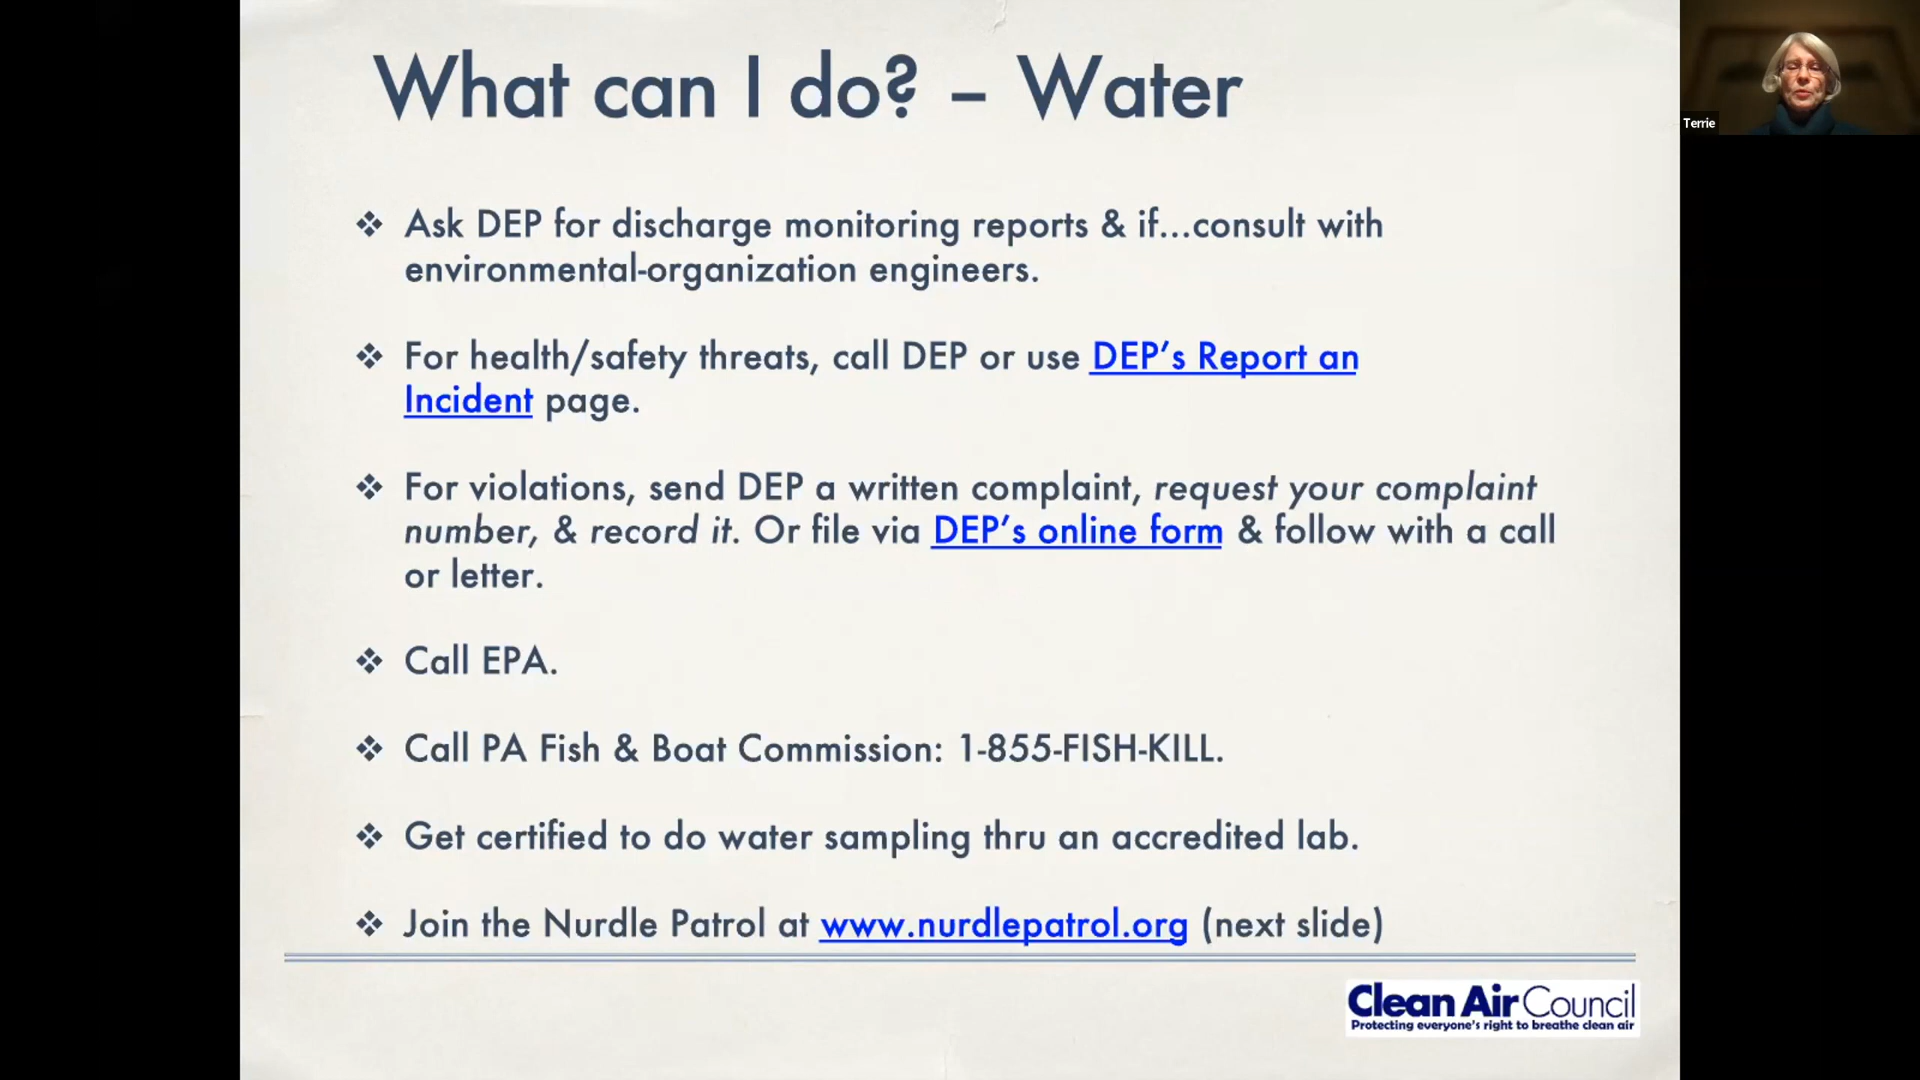 What can I do? – Water
Terrie
Ask DEP for discharge monitoring reports & if...consult with
environmental-organization engineers.
For health/safety threats, call DEP or use DEP's Report an
Incident page.
For violations, send DEP a written complaint, request your complaint
number, & record it. Or file via DEP's online form & follow with a call
or letter.
Call EPA.
Call PA Fish & Boat Commission: 1-855-FISH-KILL.
Get certified to do water sampling thru an accredited lab.
Join the Nurdle Patrol at www.nurdlepatrol.org (next slide)
Clean Air Council
Protecting everyone's right to breathe clean air